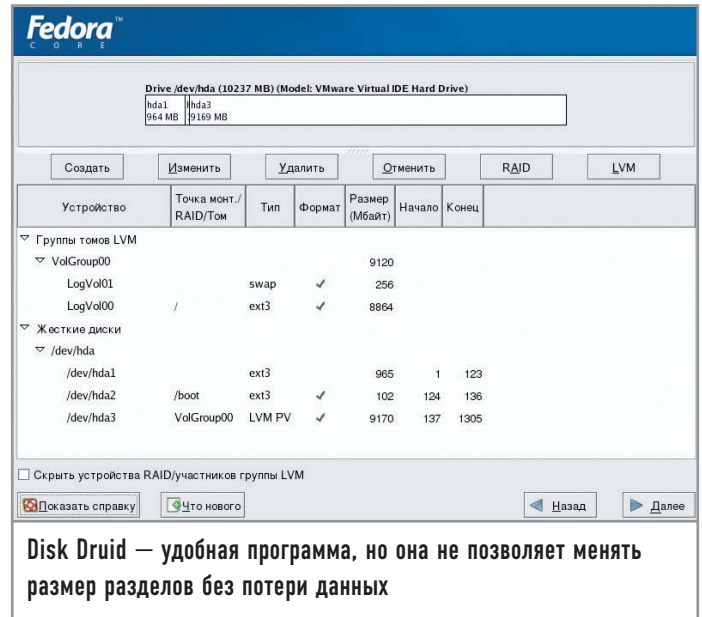 Fedora™
CORE
Drive /dev/hda (10237 MB) (Model: VMware Virtual IDE Hard Drive)
hda1 hda3
964 MB 9169 MB
Создать Изменить Удалить Отменить RAID LVM
Устройство Точка монт./RAID/Том Тип Формат Размер (Мбайт) Начало Конец
Группы томов LVM
VolGroup00 9120
LogVol01 swap ✓ 256
LogVol00 / ext3 ✓ 8864
Жесткие диски
/dev/hda
/dev/hda1 ext3 965 1 123
/dev/hda2 /boot ext3 ✓ 102 124 136
/dev/hda3 VolGroup00 LVM PV ✓ 9170 137 1305
Скрыть устройства RAID/участников группы LVM
Показать справку Что нового Назад Далее
Disk Druid — удобная программа, но она не позволяет менять
размер разделов без потери данных